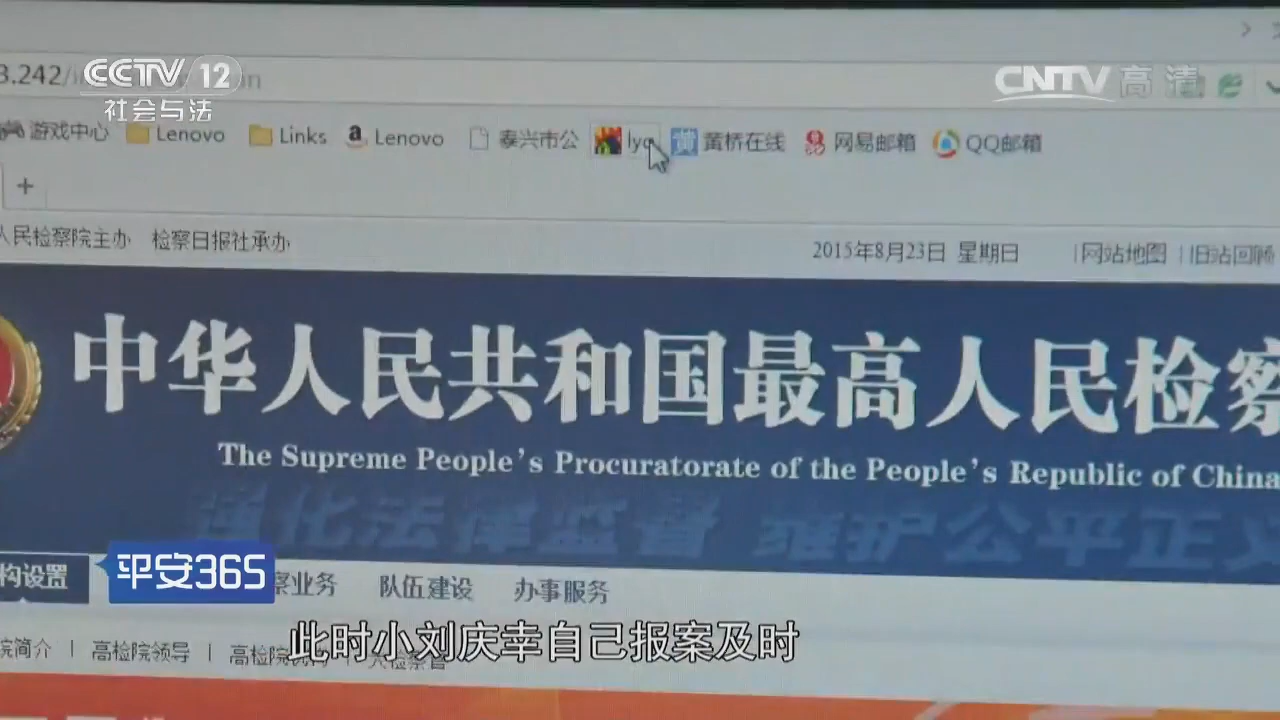 CCTV 12
社会与法
CNTV 高清
3.242/
游戏中心 Lenovo Links Lenovo 泰兴市公 黄桥在线 网易邮箱 QQ邮箱
+
人民检察院主办 检察日报社承办
2015年8月23日 星期日 |网站地图 |旧站回顾
中华人民共和国最高人民检察
The Supreme People's Procuratorate of the People's Republic of China
强化法律监督 维护公平正义
构设置 察业务 队伍建设 办事服务
平安365
院简介 | 高检院领导 | 高检院
此时小刘庆幸自己报案及时